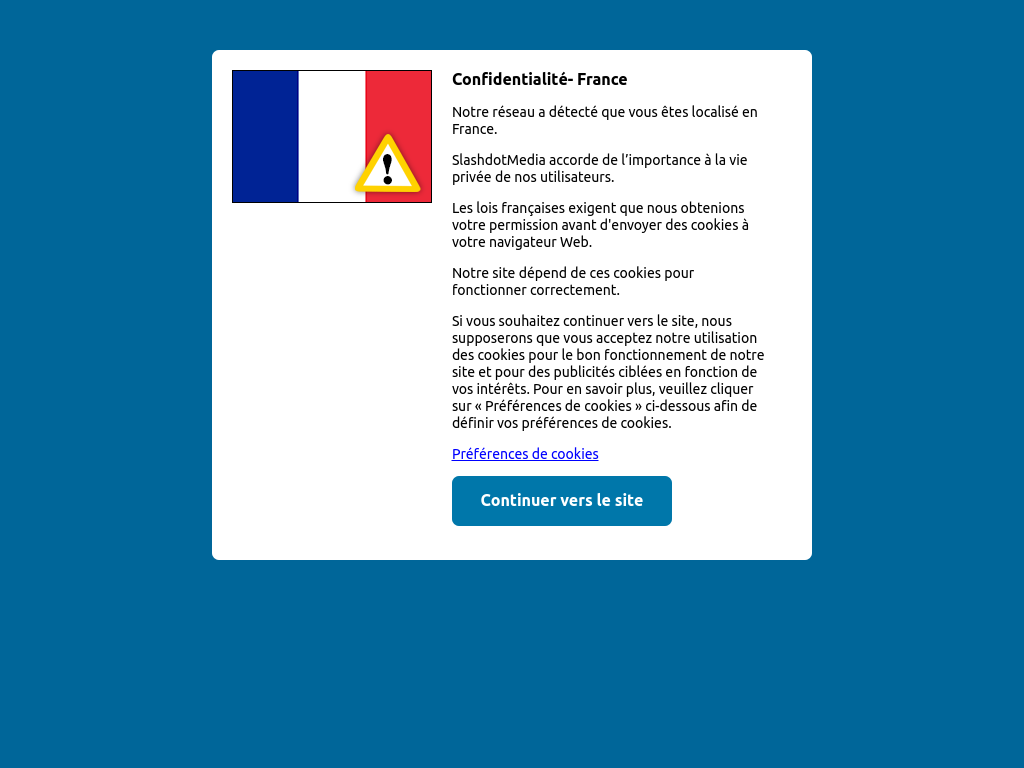 Confidentialité- France
Notre réseau a détecté que vous êtes localisé en
France.
SlashdotMedia accorde de l’importance à la vie
privée de nos utilisateurs.
Les lois françaises exigent que nous obtenions
votre permission avant d'envoyer des cookies à
votre navigateur Web.
Notre site dépend de ces cookies pour
fonctionner correctement.
Si vous souhaitez continuer vers le site, nous
supposerons que vous acceptez notre utilisation
des cookies pour le bon fonctionnement de notre
site et pour des publicités ciblées en fonction de
vos intérêts. Pour en savoir plus, veuillez cliquer
sur « Préférences de cookies » ci-dessous afin de
définir vos préférences de cookies.
Préférences de cookies
Continuer vers le site